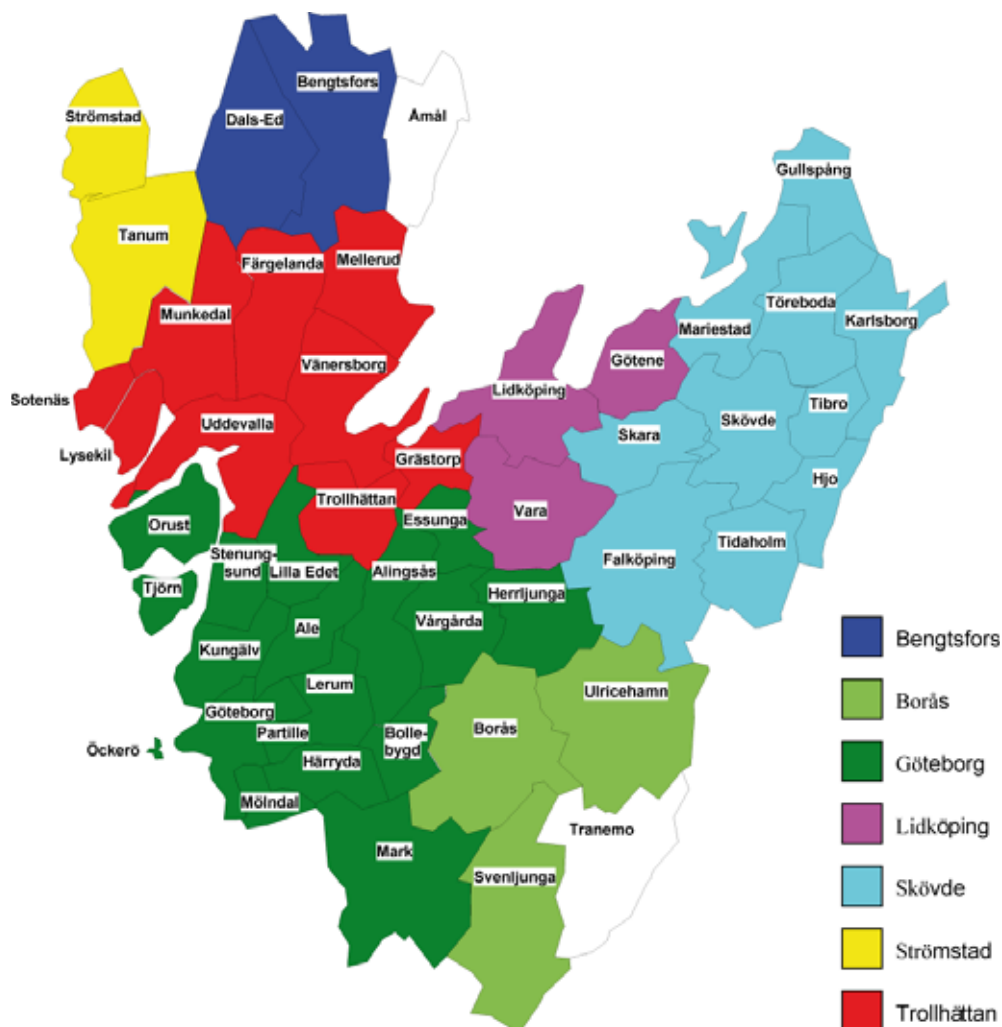 Bengtsfors
Strömstad
Dals-Ed
Åmål
Gullspång
Tanum
Färgelanda
Mellerud
Munkedal
Töreboda
Karlsborg
Mariestad
Vänersborg
Götene
Sotenäs
Lidköping
Tibro
Uddevalla
Skövde
Skara
Lysekil
Grästorp
Hjo
Trollhättan
Vara
Essunga
Orust
Tidaholm
Stenung-
sund
Falköping
Lilla Edet
Alingsås
Tjörn
Herrljunga
Vårgårda
Ale
Kungälv
Lerum
Ulricehamn
Göteborg
Partille
Borås
Bolle-
bygd
Öckerö
Härryda
Mölndal
Tranemo
Mark
Svenljunga
Bengtsfors
Borås
Göteborg
Lidköping
Skövde
Strömstad
Trollhättan